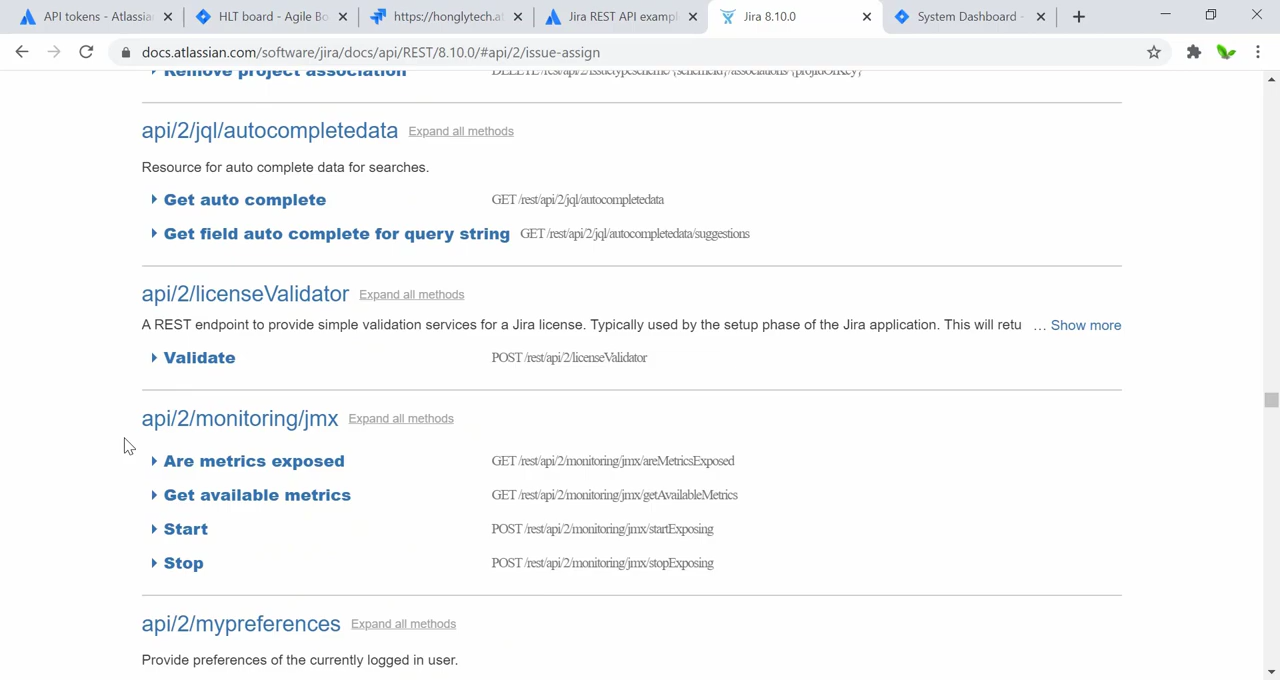 API tokens - Atlassia
HLT board - Agile Bo
https://honglytech.a
Jira REST API exampl
Jira 8.10.0
System Dashboard -
docs.atlassian.com/software/jira/docs/api/REST/8.10.0/#api/2/issue-assign
Remove project association DELETE /rest/api/2/issuetypescheme/{schemeId}/associations/{projIdOrKey}
api/2/jql/autocompletedata Expand all methods
Resource for auto complete data for searches.
Get auto complete GET /rest/api/2/jql/autocompletedata
Get field auto complete for query string GET /rest/api/2/jql/autocompletedata/suggestions
api/2/licenseValidator Expand all methods
A REST endpoint to provide simple validation services for a Jira license. Typically used by the setup phase of the Jira application. This will retu … Show more
Validate POST /rest/api/2/licenseValidator
api/2/monitoring/jmx Expand all methods
Are metrics exposed GET /rest/api/2/monitoring/jmx/areMetricsExposed
Get available metrics GET /rest/api/2/monitoring/jmx/getAvailableMetrics
Start POST /rest/api/2/monitoring/jmx/startExposing
Stop POST /rest/api/2/monitoring/jmx/stopExposing
api/2/mypreferences Expand all methods
Provide preferences of the currently logged in user.